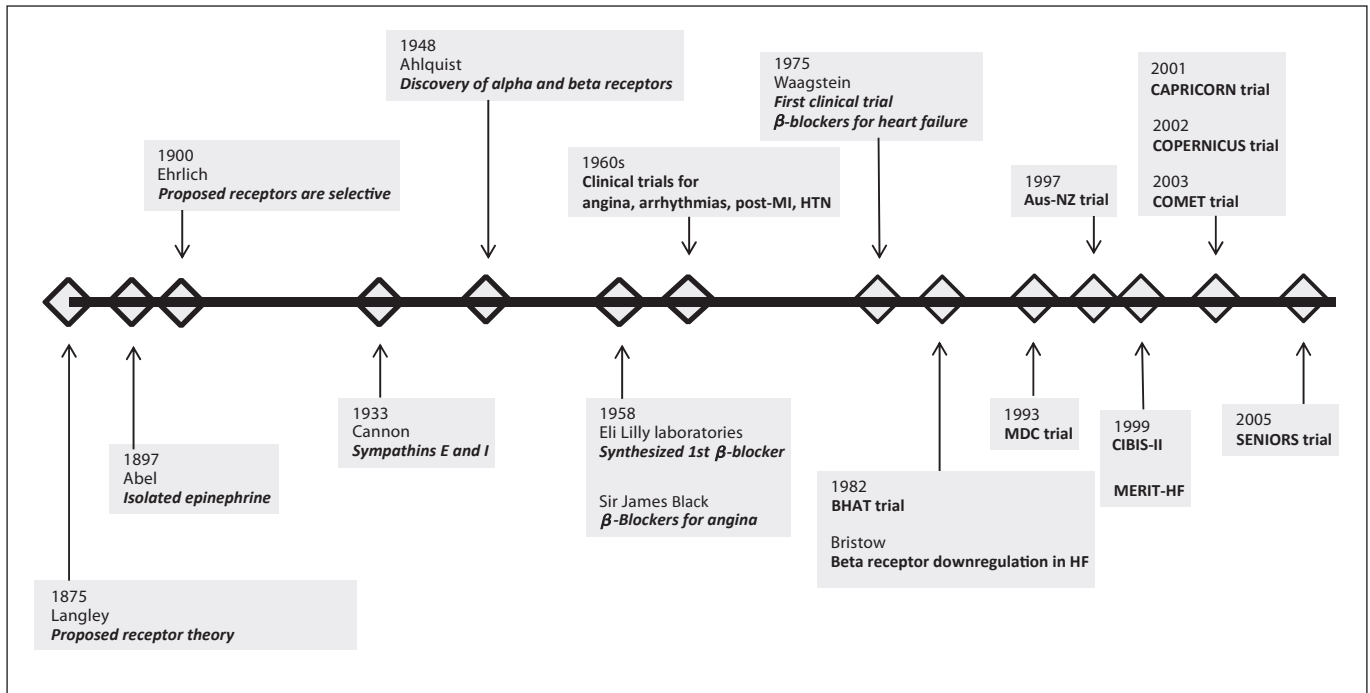 1948
Ahlquist
Discovery of alpha and beta receptors
1975
Waagstein
First clinical trial
β-blockers for heart failure
2001
CAPRICORN trial
2002
COPERNICUS trial
2003
COMET trial
1900
Ehrlich
Proposed receptors are selective
1960s
Clinical trials for
angina, arrhythmias, post-MI, HTN
1997
Aus-NZ trial
1933
Cannon
Sympathins E and I
1958
Eli Lilly laboratories
Synthesized 1st β-blocker
Sir James Black
β-Blockers for angina
1993
MDC trial
1999
CIBIS-II
MERIT-HF
2005
SENIORS trial
1897
Abel
Isolated epinephrine
1982
BHAT trial
Bristow
Beta receptor downregulation in HF
1875
Langley
Proposed receptor theory